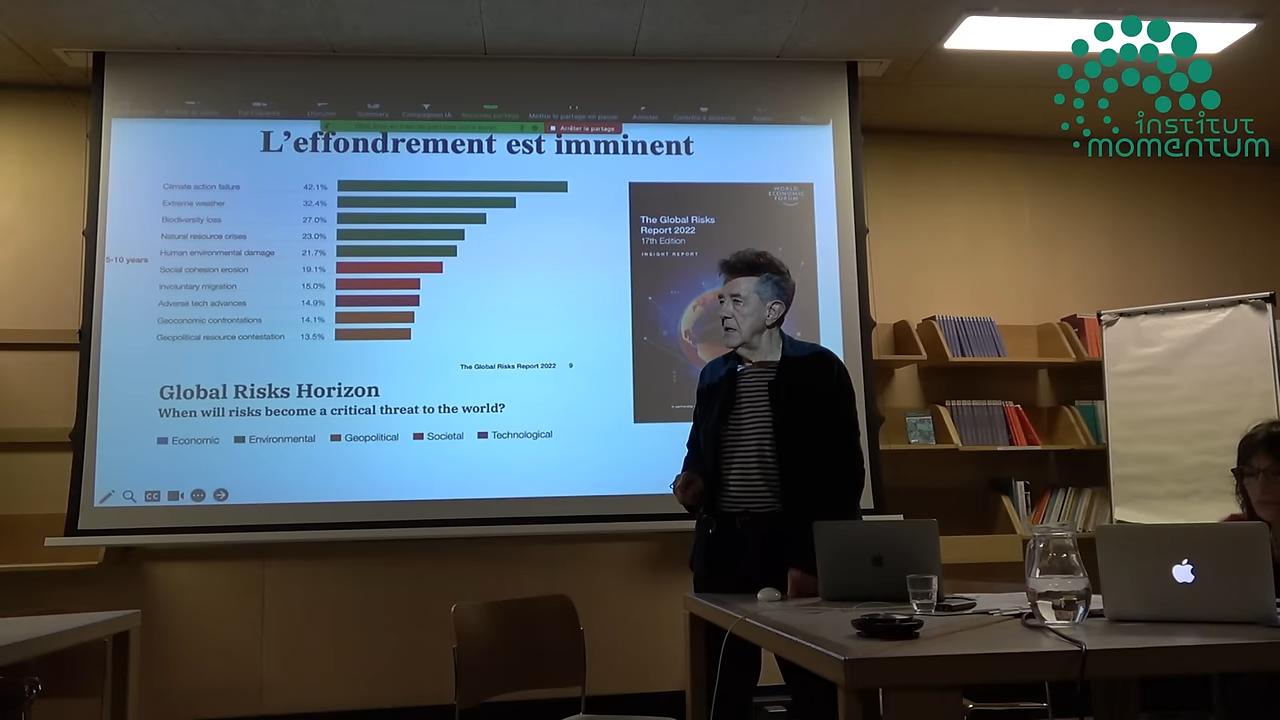 institut
momentum
Arrêter le partage
L'effondrement est imminent
5-10 years
Climate action failure 42.1%
Extreme weather 32.4%
Biodiversity loss 27.0%
Natural resource crises 23.0%
Human environmental damage 21.7%
Social cohesion erosion 19.1%
Involuntary migration 15.0%
Adverse tech advances 14.9%
Geoeconomic confrontations 14.1%
Geopolitical resource contestation 13.5%
The Global Risks Report 2022 9
Global Risks Horizon
When will risks become a critical threat to the world?
Economic Environmental Geopolitical Societal Technological
CC
WORLD
ECONOMIC
FORUM
The Global Risks
Report 2022
17th Edition
INSIGHT REPORT